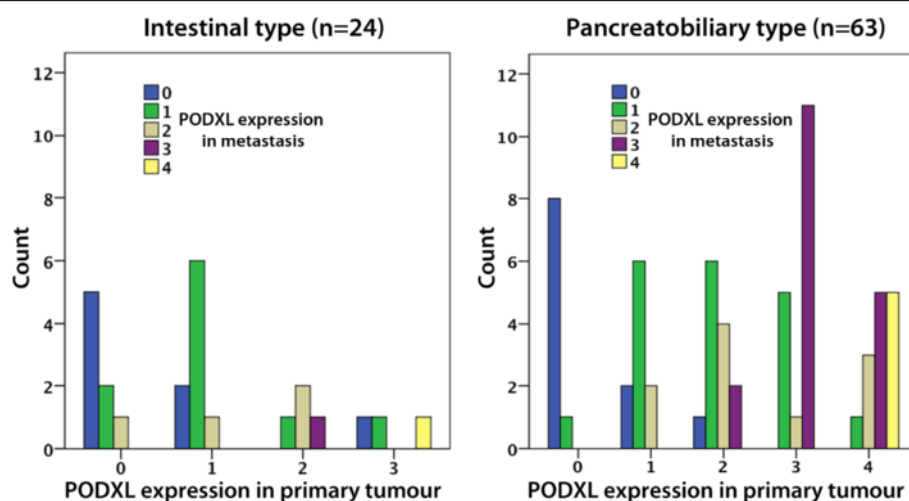 Intestinal type (n=24)
12
10
8
6
4
2
0
Count
0
1
2
3
4
PODXL expression
in metastasis
0 1 2 3
PODXL expression in primary tumour
Pancreatobiliary type (n=63)
12
10
8
6
4
2
0
Count
0
1
2
3
4
PODXL expression
in metastasis
0 1 2 3 4
PODXL expression in primary tumour